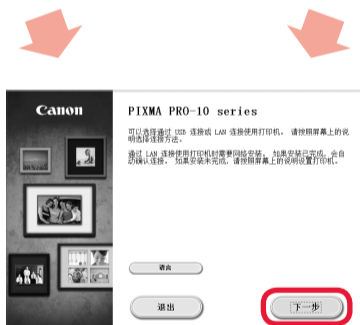 Canon
PIXMA PRO-10 series
可以选择通过 USB 连接或 LAN 连接使用打印机。 请按照屏幕上的说
明选择连接方法。
通过 LAN 连接使用打印机时需要网络安装。 如果安装已完成，会自
动确认连接。 如果安装未完成，请按照屏幕上的说明设置打印机。
语言
退出
下一步